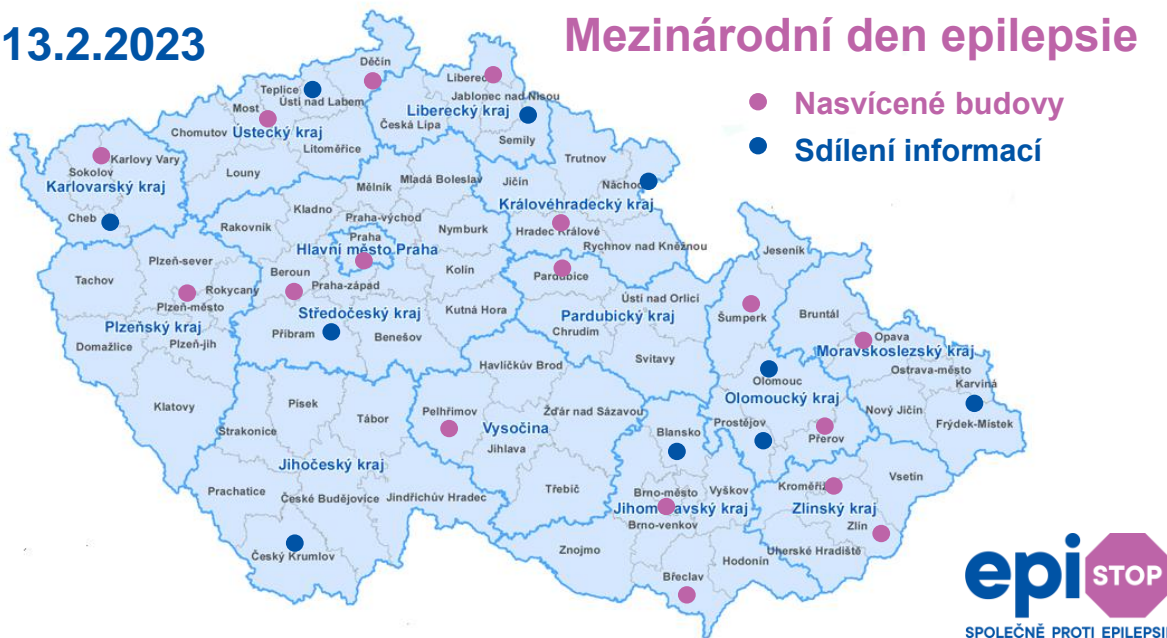 13.2.2023
Mezinárodní den epilepsie
Nasvícené budovy
Sdílení informací
Děčín
Liberec
Teplice
Ústí nad Labem
Jablonec nad Nisou
Most
Liberecký kraj
Chomutov
Ústecký kraj
Česká Lípa
Semily
Litoměřice
Trutnov
Karlovy Vary
Sokolov
Louny
Karlovarský kraj
Mělník
Mladá Boleslav
Jičín
Náchod
Královéhradecký kraj
Cheb
Kladno
Rakovník
Praha-východ
Nymburk
Hradec Králové
Praha
Hlavní město Praha
Rychnov nad Kněžnou
Jeseník
Plzeň-sever
Beroun
Kolín
Pardubice
Tachov
Rokycany
Praha-západ
Ústí nad Orlicí
Plzeň-město
Středočeský kraj
Kutná Hora
Pardubický kraj
Šumperk
Bruntál
Plzeňský kraj
Příbram
Benešov
Chrudim
Opava
Domažlice
Plzeň-jih
Moravskoslezský kraj
Svitavy
Ostrava-město
Havlíčkův Brod
Olomouc
Karviná
Olomoucký kraj
Klatovy
Písek
Tábor
Pelhřimov
Žďár nad Sázavou
Nový Jičín
Strakonice
Vysočina
Blansko
Prostějov
Přerov
Frýdek-Místek
Jihlava
Jihočeský kraj
Vsetín
Prachatice
České Budějovice
Jindřichův Hradec
Třebíč
Brno-město
Vyškov
Kroměříž
Jihomoravský kraj
Zlínský kraj
Brno-venkov
Zlín
Český Krumlov
Znojmo
Hodonín
Uherské Hradiště
Břeclav
epi STOP
SPOLEČNĚ PROTI EPILEPSII